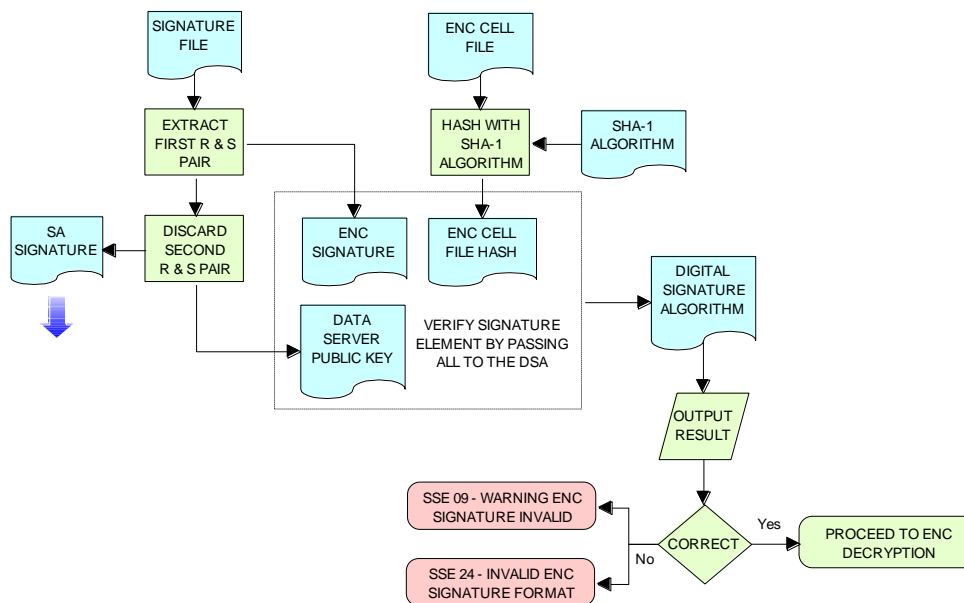 SIGNATURE
FILE
ENC CELL
FILE
EXTRACT
FIRST R & S
PAIR
HASH WITH
SHA-1
ALGORITHM
SHA-1
ALGORITHM
SA
SIGNATURE
DISCARD
SECOND
R & S PAIR
ENC
SIGNATURE
ENC CELL
FILE HASH
DATA
SERVER
PUBLIC KEY
VERIFY SIGNATURE
ELEMENT BY PASSING
ALL TO THE DSA
DIGITAL
SIGNATURE
ALGORITHM
OUTPUT
RESULT
SSE 09 - WARNING ENC
SIGNATURE INVALID
SSE 24 - INVALID ENC
SIGNATURE FORMAT
No
CORRECT
Yes
PROCEED TO ENC
DECRYPTION